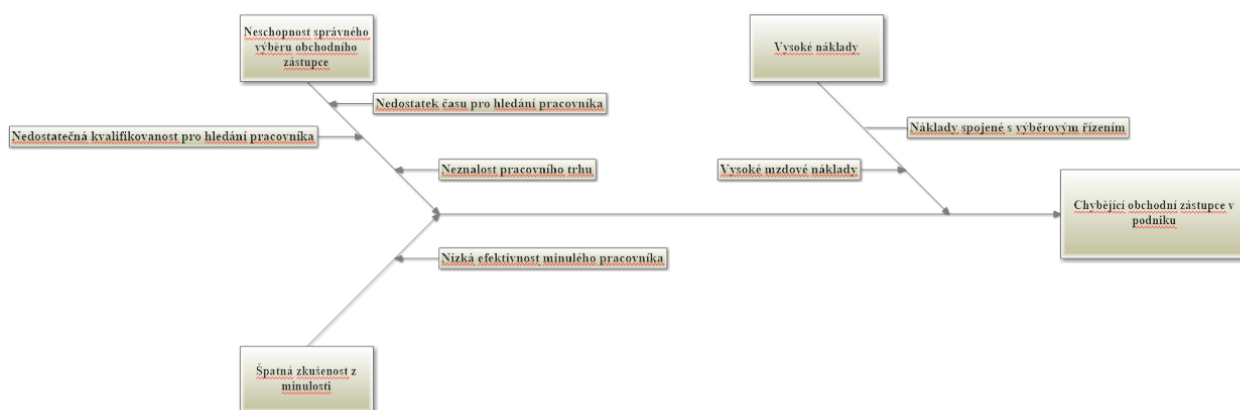 Neschopnost správného
výběru obchodního
zástupce
Vysoké náklady
Nedostatek času pro hledání pracovníka
Nedostatečná kvalifikovanost pro hledání pracovníka
Náklady spojené s výběrovým řízením
Neznalost pracovního trhu
Vysoké mzdové náklady
Chybějící obchodní zástupce v
podniku
Nízká efektivnost minulého pracovníka
Špatná zkušenost z
minulosti